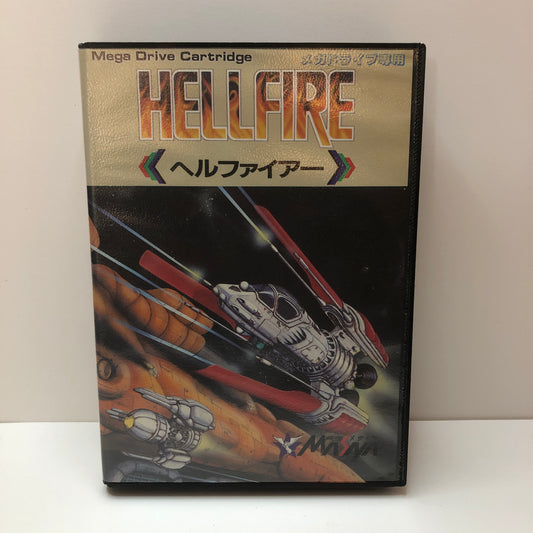 Mega Drive Cartridge
メガドライブ専用
HELLFIRE
ヘルファイアー